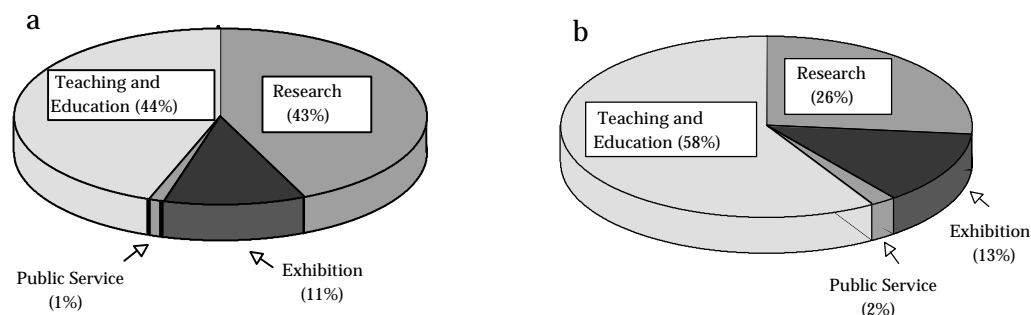 a
Teaching and
Education (44%)
Research
(43%)
Public Service
(1%)
Exhibition
(11%)
b
Teaching and
Education (58%)
Research
(26%)
Exhibition
(13%)
Public Service
(2%)